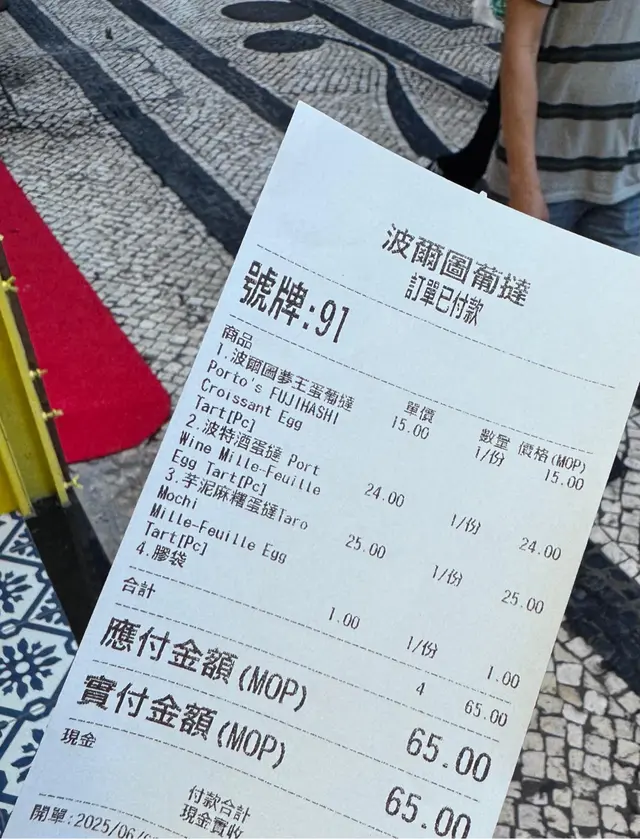 波爾圖葡撻
訂單已付款
號牌:91
商品 單價 數量 價格(MOP)
1.波爾圖夢主蛋葡撻 15.00 1/份 15.00
Porto's FUJIHASHI
Croissant Egg
Tart[Pc]
2.波特酒蛋撻 Port 24.00 1/份 24.00
Wine Mille-Feuille
Egg Tart[Pc]
3.芋泥麻糬蛋撻Taro 25.00 1/份 25.00
Mochi
Mille-Feuille Egg
Tart[Pc]
4.膠袋 1.00 1/份 1.00
合計 4 65.00
應付金額(MOP) 65.00
實付金額(MOP) 65.00
現金
付款合計
現金實收
開單:2025/06/0